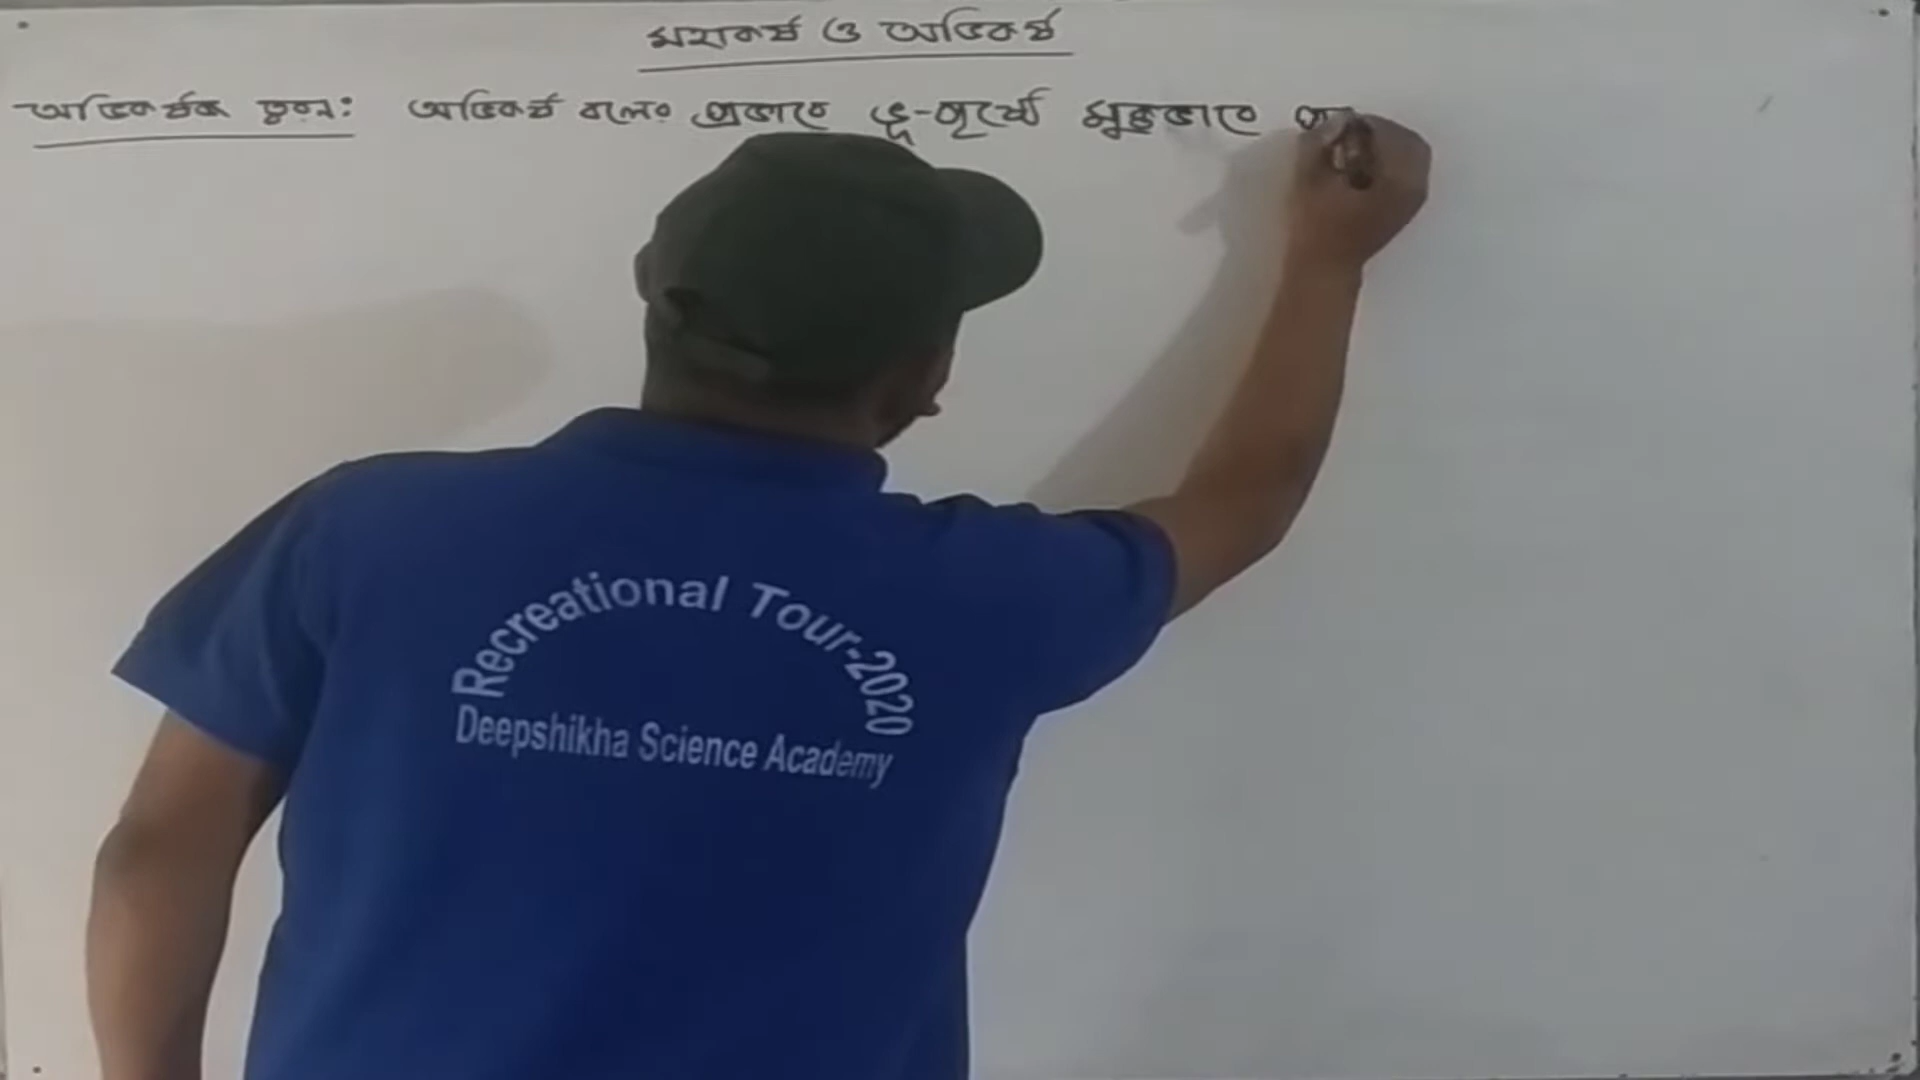 মহাকর্ষ ও অভিকর্ষ
অভিকর্ষজ ত্বরণ: অভিকর্ষ বলের প্রভাবে ভূ-পৃষ্ঠে মুক্তভাবে
Recreational Tour-2020
Deepshikha Science Academy